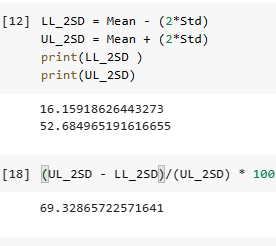 [12] LL_2SD = Mean - (2*Std)
UL_2SD = Mean + (2*Std)
print(LL_2SD )
print(UL_2SD)
16.15918626443273
52.684965191616655
[18] (UL_2SD - LL_2SD)/(UL_2SD) * 100
69.32865722571641